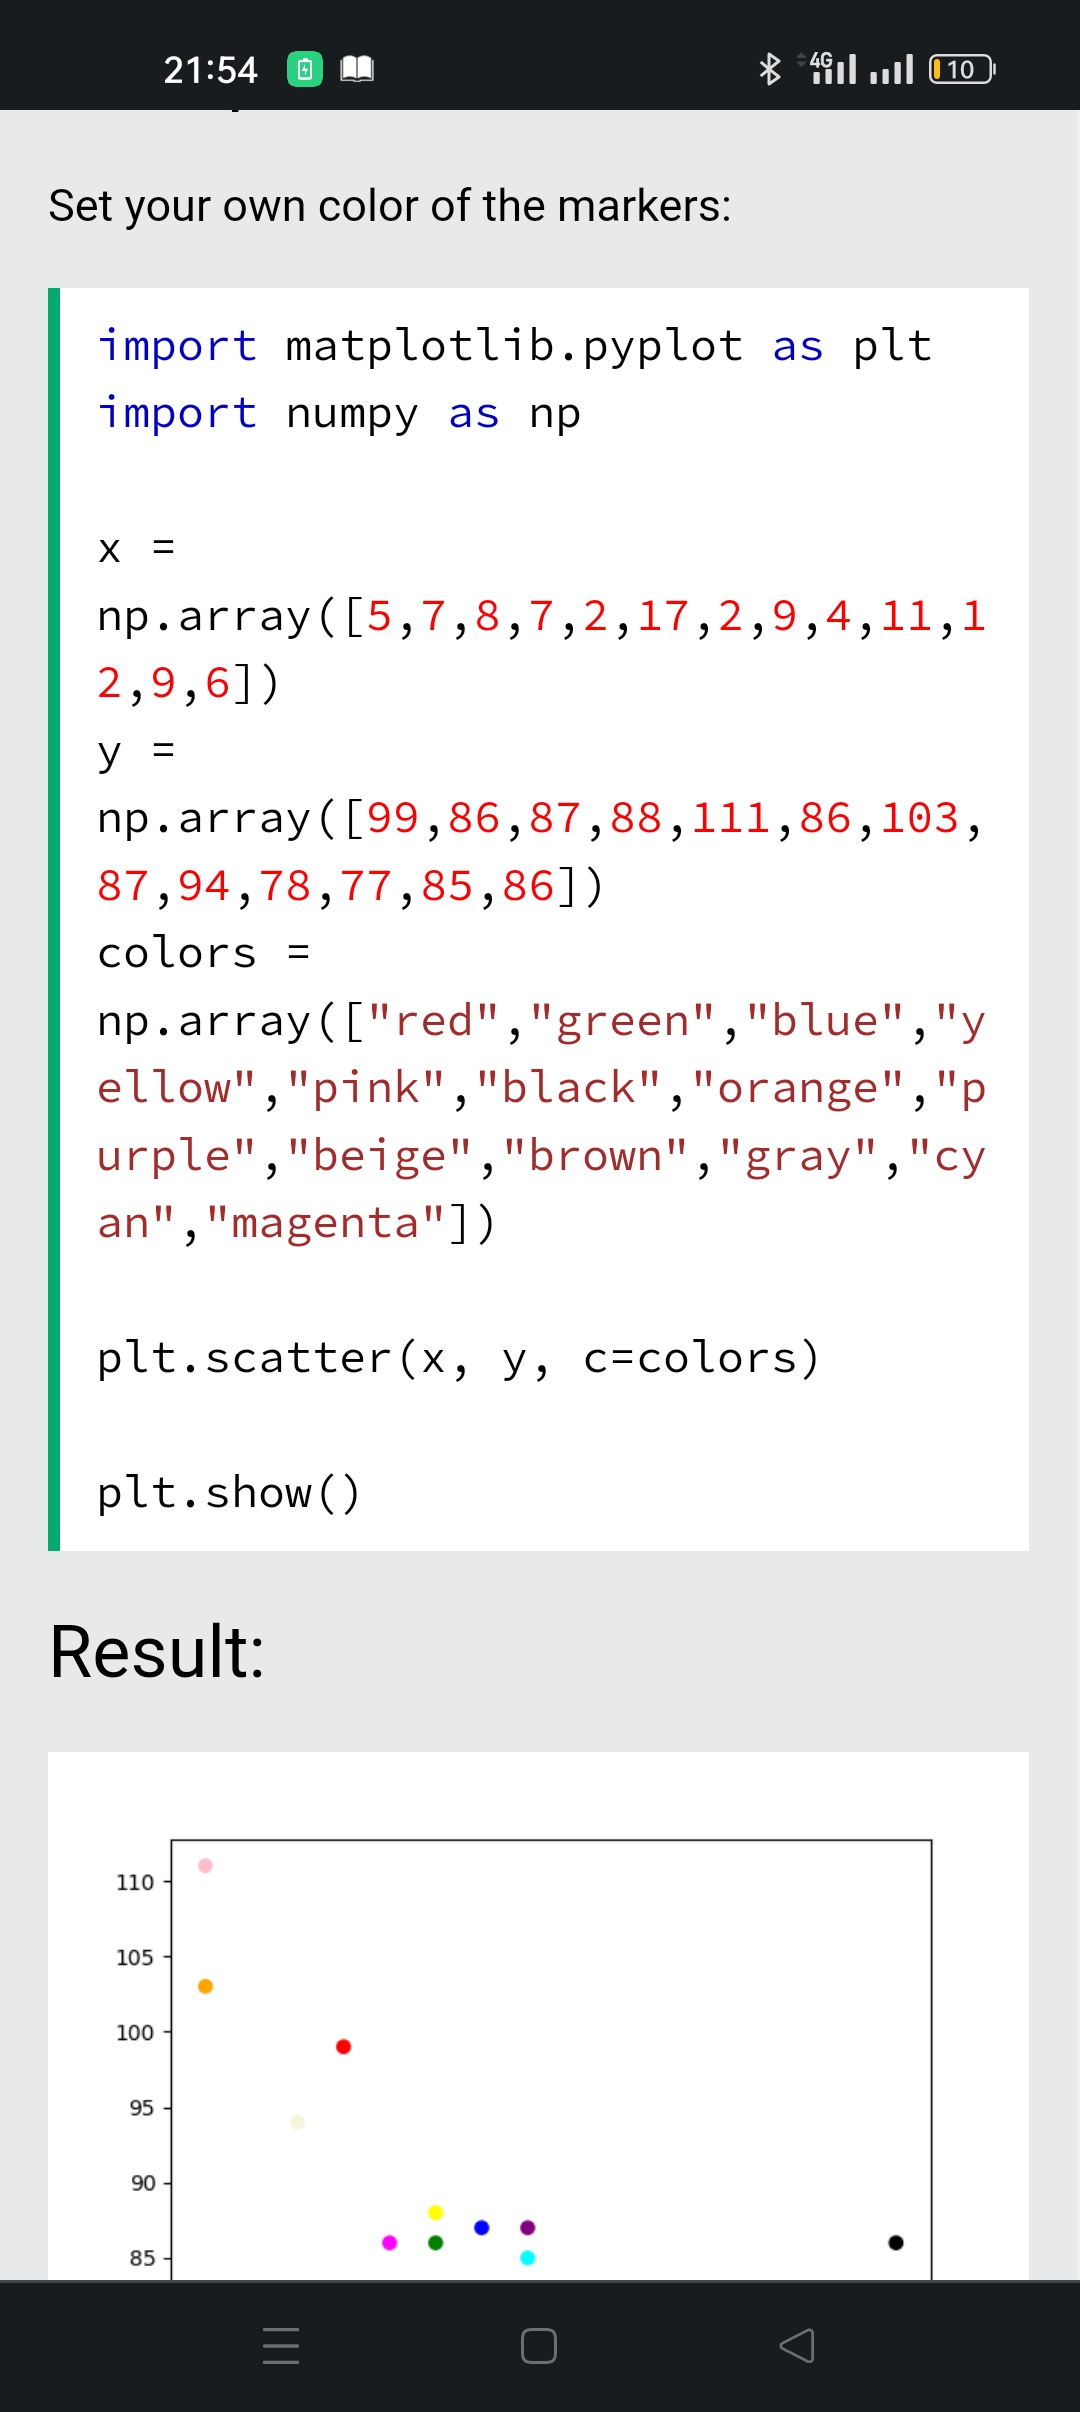 21:54
4G
10
Set your own color of the markers:
import matplotlib.pyplot as plt
import numpy as np
x =
np.array([5,7,8,7,2,17,2,9,4,11,1
2,9,6])
y =
np.array([99,86,87,88,111,86,103,
87,94,78,77,85,86])
colors =
np.array(["red","green","blue","y
ellow","pink","black","orange","p
urple","beige","brown","gray","cy
an","magenta"])
plt.scatter(x, y, c=colors)
plt.show()
Result:
110
105
100
95
90
85